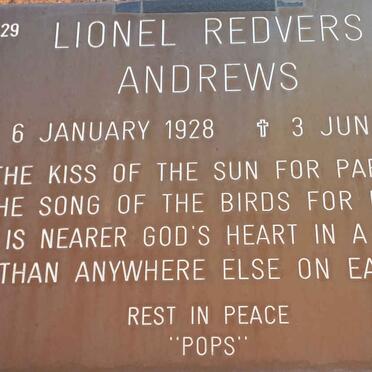 29
LIONEL REDVERS
ANDREWS
6 JANUARY 1928 ✝ 3 JUN
THE KISS OF THE SUN FOR PAR
THE SONG OF THE BIRDS FOR
IS NEARER GOD'S HEART IN A
THAN ANYWHERE ELSE ON EA
REST IN PEACE
"POPS"